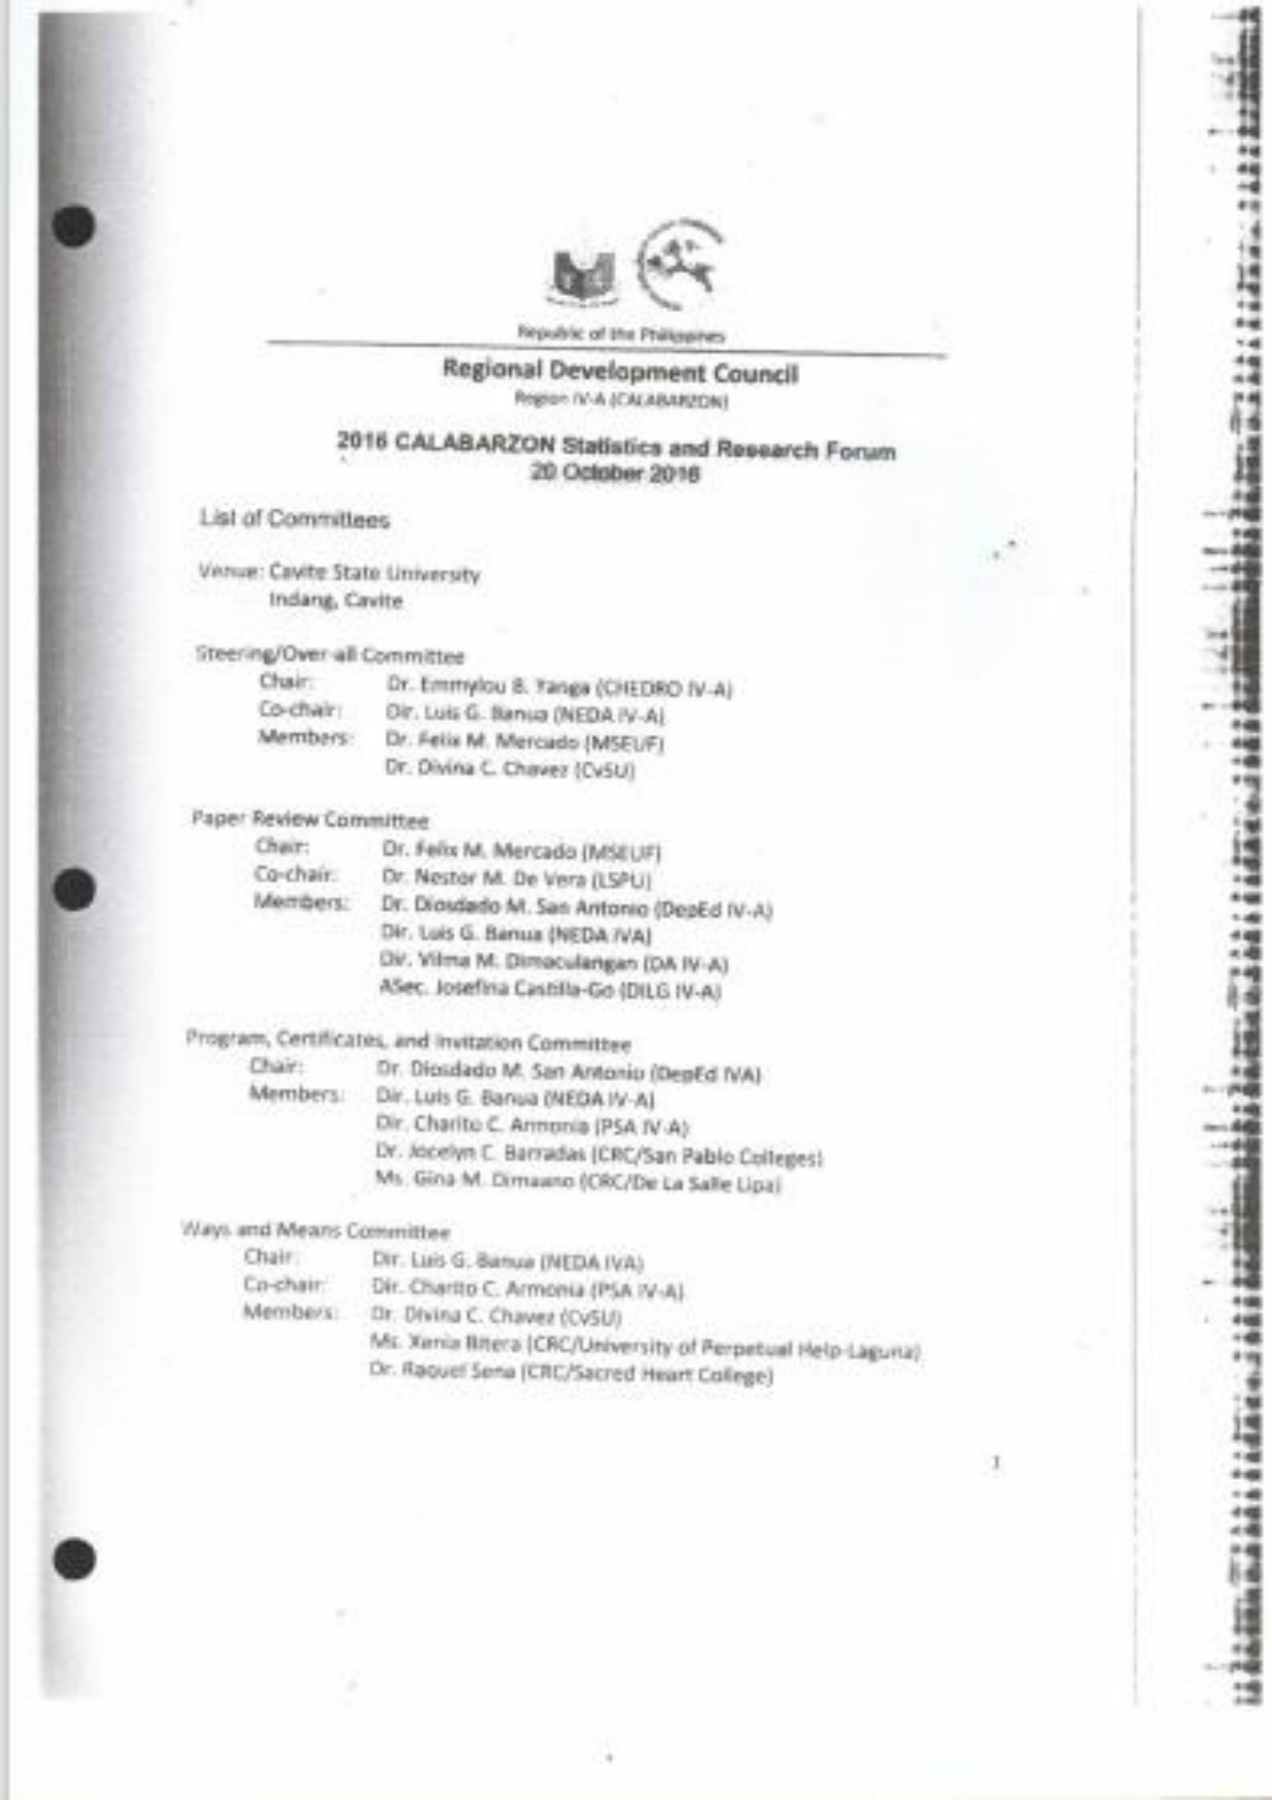 Republic of the Philippines
Regional Development Council
Region IV-A (CALABARZON)
2016 CALABARZON Statistics and Research Forum
20 October 2016
List of Committees
Venue: Cavite State University
Indang, Cavite
Steering/Over-all Committee
Chair: Dr. Emmylou B. Yanga (CHEDRO IV-A)
Co-chair: Dir. Luis G. Banua (NEDA IV-A)
Members: Dr. Felix M. Mercado (MSEUF)
Dr. Divina C. Chavez (CvSU)
Paper Review Committee
Chair: Dr. Felix M. Mercado (MSEUF)
Co-chair: Dr. Nestor M. De Vera (LSPU)
Members: Dr. Diosdado M. San Antonio (DepEd IV-A)
Dir. Luis G. Banua (NEDA IVA)
Dir. Vilma M. Dimaculangan (DA IV-A)
ASec. Josefina Castilla-Go (DILG IV-A)
Program, Certificates, and Invitation Committee
Chair: Dr. Diosdado M. San Antonio (DepEd IVA)
Members: Dir. Luis G. Banua (NEDA IV-A)
Dir. Charito C. Armonia (PSA IV-A)
Dr. Jocelyn C. Barradas (CRC/San Pablo Colleges)
Ms. Gina M. Dimaano (CRC/De La Salle Lipa)
Ways and Means Committee
Chair: Dir. Luis G. Banua (NEDA IVA)
Co-chair: Dir. Charito C. Armonia (PSA IV-A)
Members: Dr. Divina C. Chavez (CvSU)
Ms. Xenia (CRC/University of Perpetual Help-Laguna)
Dr. Raquel Sena (CRC/Sacred Heart College)
1